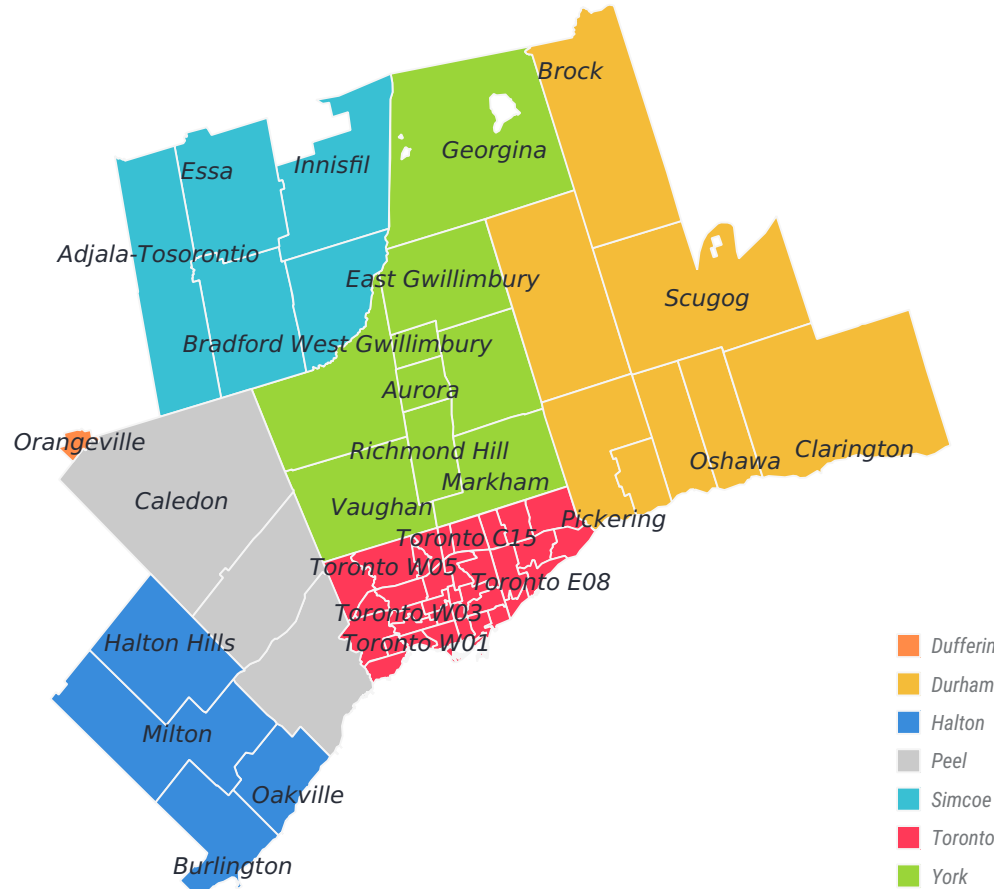 Brock
Georgina
Innisfil
Essa
Adjala-Tosorontio
East Gwillimbury
Scugog
Bradford West Gwillimbury
Aurora
Orangeville
Richmond Hill
Clarington
Oshawa
Markham
Caledon
Vaughan
Pickering
Toronto C15
Toronto W05
Toronto E08
Toronto W03
Halton Hills
Toronto W01
Milton
Oakville
Burlington
Dufferin
Durham
Halton
Peel
Simcoe
Toronto
York